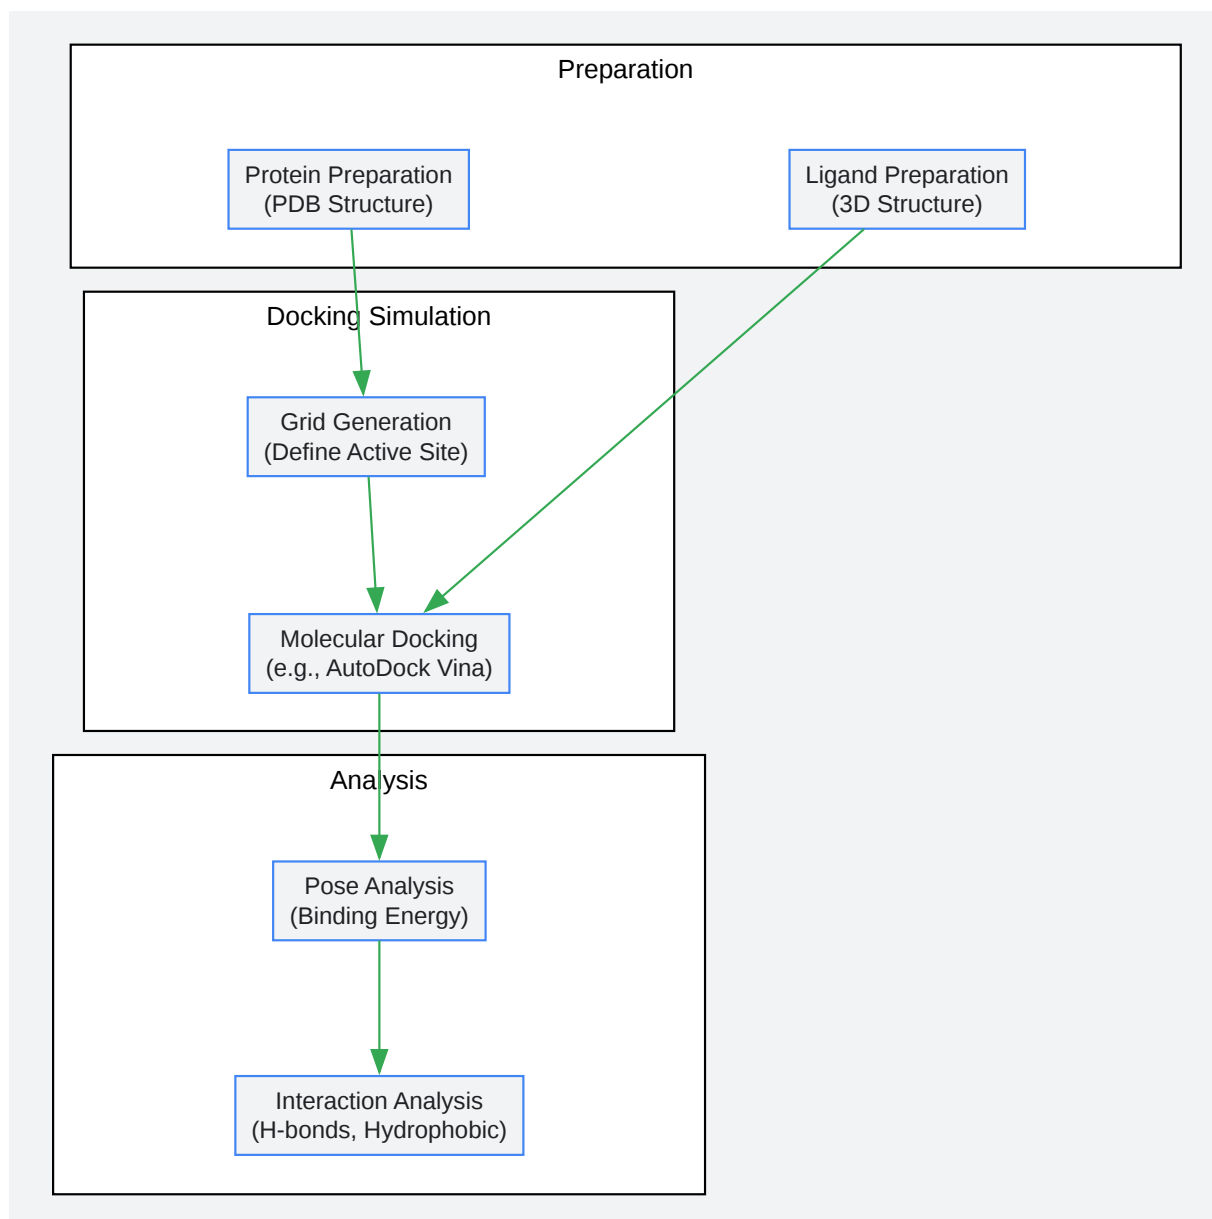 Preparation
Protein Preparation
(PDB Structure)
Ligand Preparation
(3D Structure)
Docking Simulation
Grid Generation
(Define Active Site)
Molecular Docking
(e.g., AutoDock Vina)
Analysis
Pose Analysis
(Binding Energy)
Interaction Analysis
(H-bonds, Hydrophobic)